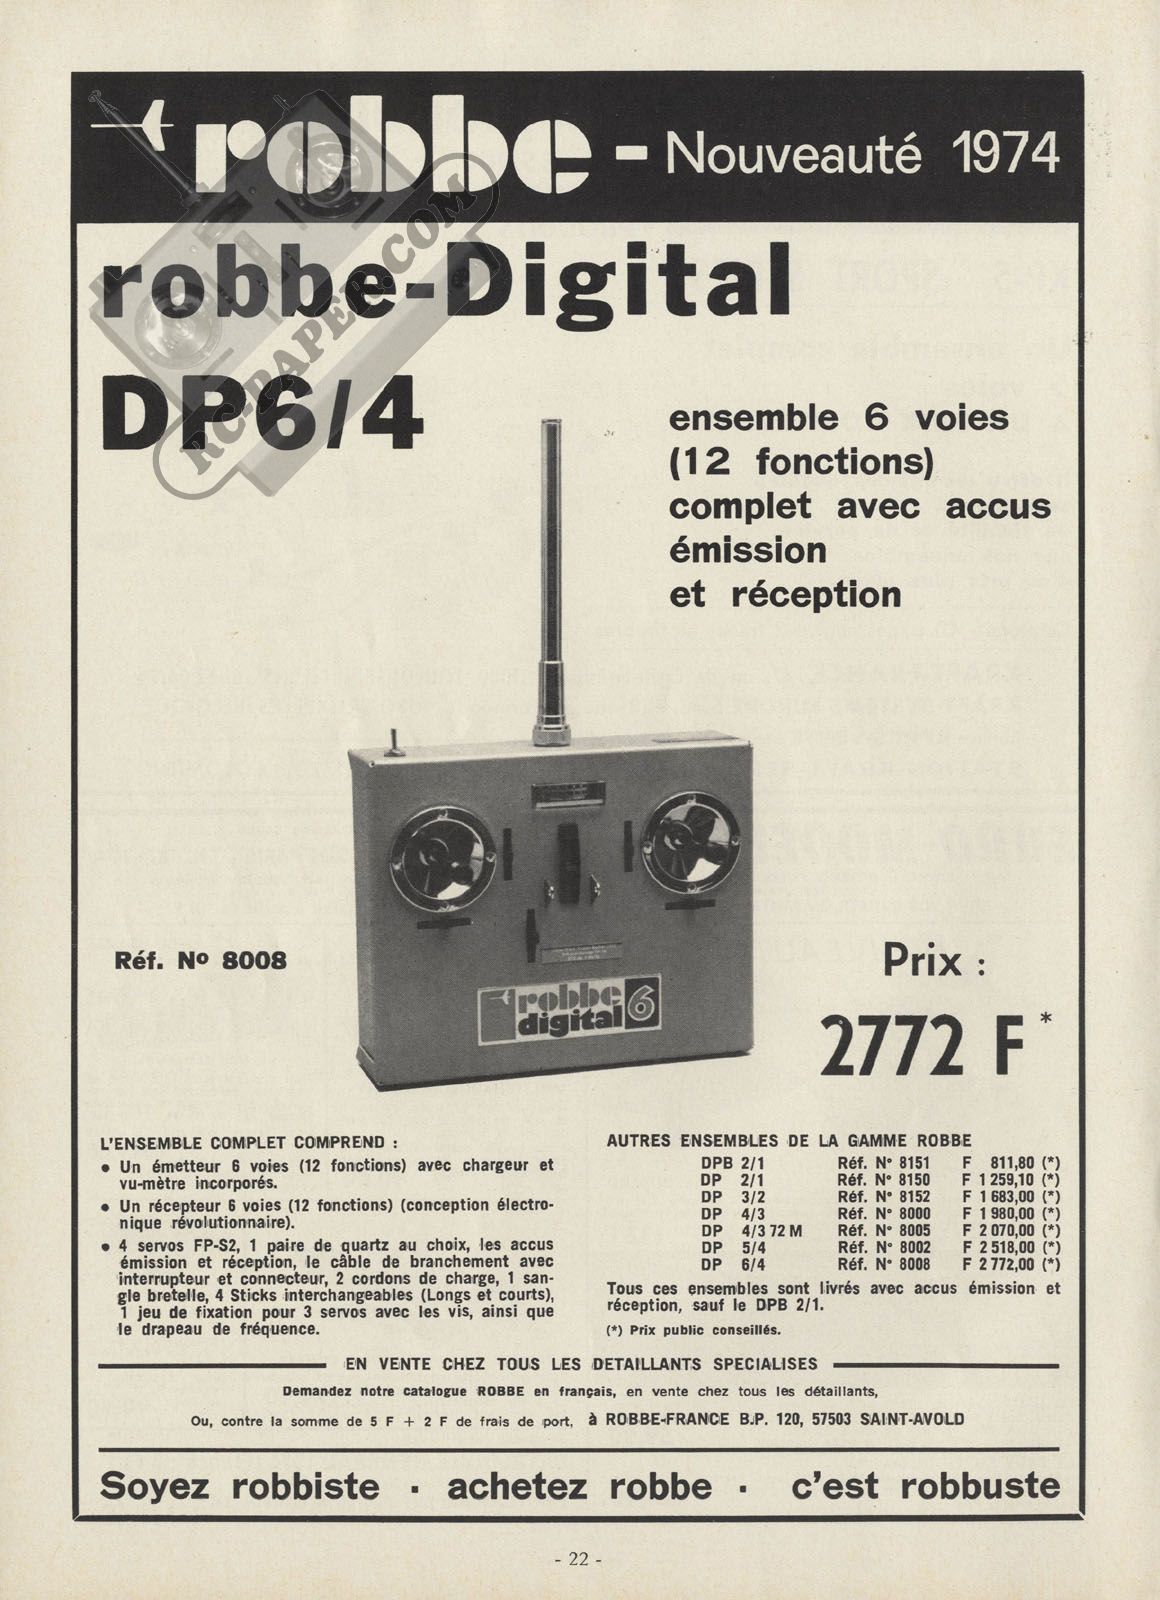 robbe - Nouveauté 1974
robbe-Digital
DP6/4
RC-PAPER.COM
ensemble 6 voies
(12 fonctions)
complet avec accus
émission
et réception
robbe
digital 6
Réf. No 8008
Prix :
2772 F *
L'ENSEMBLE COMPLET COMPREND :
• Un émetteur 6 voies (12 fonctions) avec chargeur et
vu-mètre incorporés.
• Un récepteur 6 voies (12 fonctions) (conception électro-
nique révolutionnaire).
• 4 servos FP-S2, 1 paire de quartz au choix, les accus
émission et réception, le câble de branchement avec
interrupteur et connecteur, 2 cordons de charge, 1 san-
gle bretelle, 4 Sticks interchangeables (Longs et courts),
1 jeu de fixation pour 3 servos avec les vis, ainsi que
le drapeau de fréquence.
AUTRES ENSEMBLES DE LA GAMME ROBBE
DPB 2/1 Réf. N° 8151 F 811,80 (*)
DP 2/1 Réf. N° 8150 F 1 259,10 (*)
DP 3/2 Réf. N° 8152 F 1 683,00 (*)
DP 4/3 Réf. N° 8000 F 1 980,00 (*)
DP 4/3 72 M Réf. N° 8005 F 2 070,00 (*)
DP 5/4 Réf. N° 8002 F 2 518,00 (*)
DP 6/4 Réf. N° 8008 F 2 772,00 (*)
Tous ces ensembles sont livrés avec accus émission et
réception, sauf le DPB 2/1.
(*) Prix public conseillés.
EN VENTE CHEZ TOUS LES DETAILLANTS SPECIALISES
Demandez notre catalogue ROBBE en français, en vente chez tous les détaillants,
Ou, contre la somme de 5 F + 2 F de frais de port, à ROBBE-FRANCE B.P. 120, 57503 SAINT-AVOLD
Soyez robbiste · achetez robbe · c'est robbuste
- 22 -